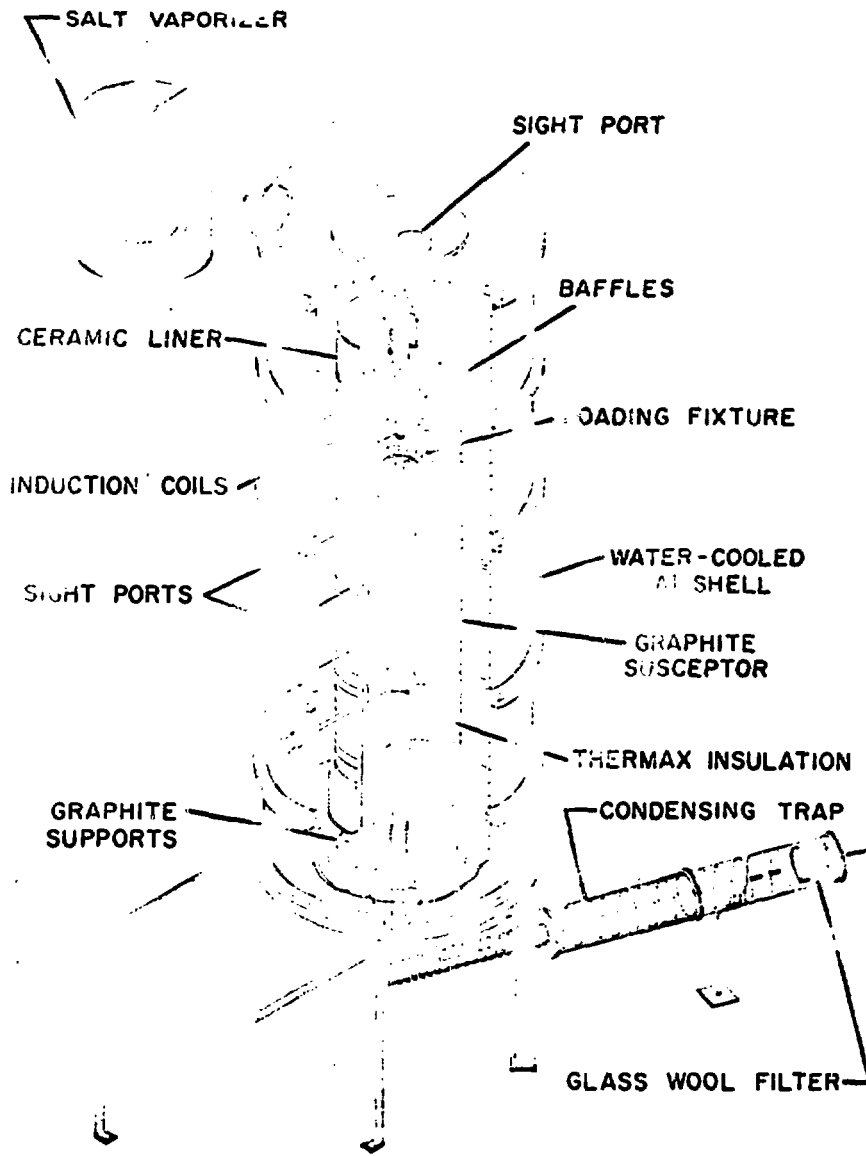 SALT VAPORIZER
SIGHT PORT
BAFFLES
CERAMIC LINER
LOADING FIXTURE
INDUCTION COILS
WATER-COOLED
Al SHELL
SIGHT PORTS
GRAPHITE
SUSCEPTOR
THERMAX INSULATION
CONDENSING TRAP
GRAPHITE
SUPPORTS
GLASS WOOL FILTER